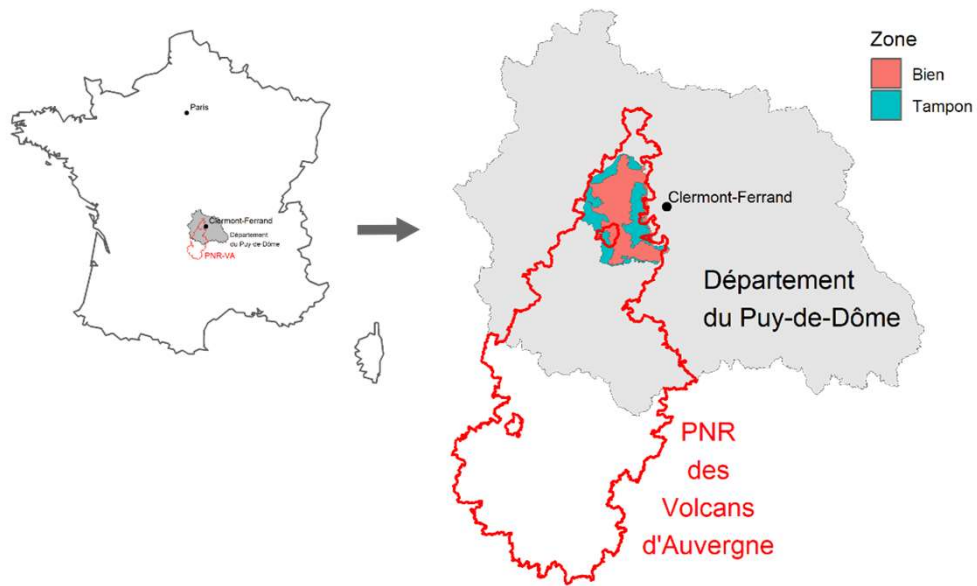 Paris
Clermont-Ferrand
Département
du Puy-de-Dôme
PNR-VA
Zone
Bien
Tampon
Clermont-Ferrand
Département
du Puy-de-Dôme
PNR
des
Volcans
d'Auvergne